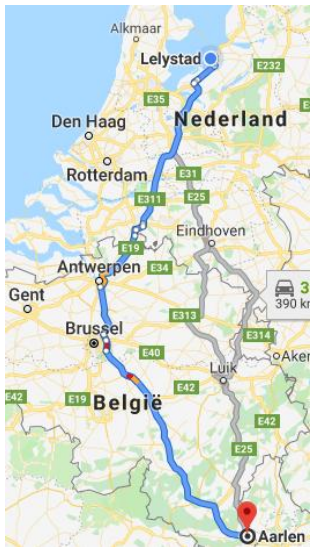 Alkmaar
Lelystad
E232
E35
Nederland
Den Haag
Rotterdam
E31
E311
E25
Eindhoven
E19
E34
Antwerpen
Gent
3
390 km
E313
E314
Brussel
E40
Aken
Luik
E42
E42
E19
België
E42
E25
Aarlen